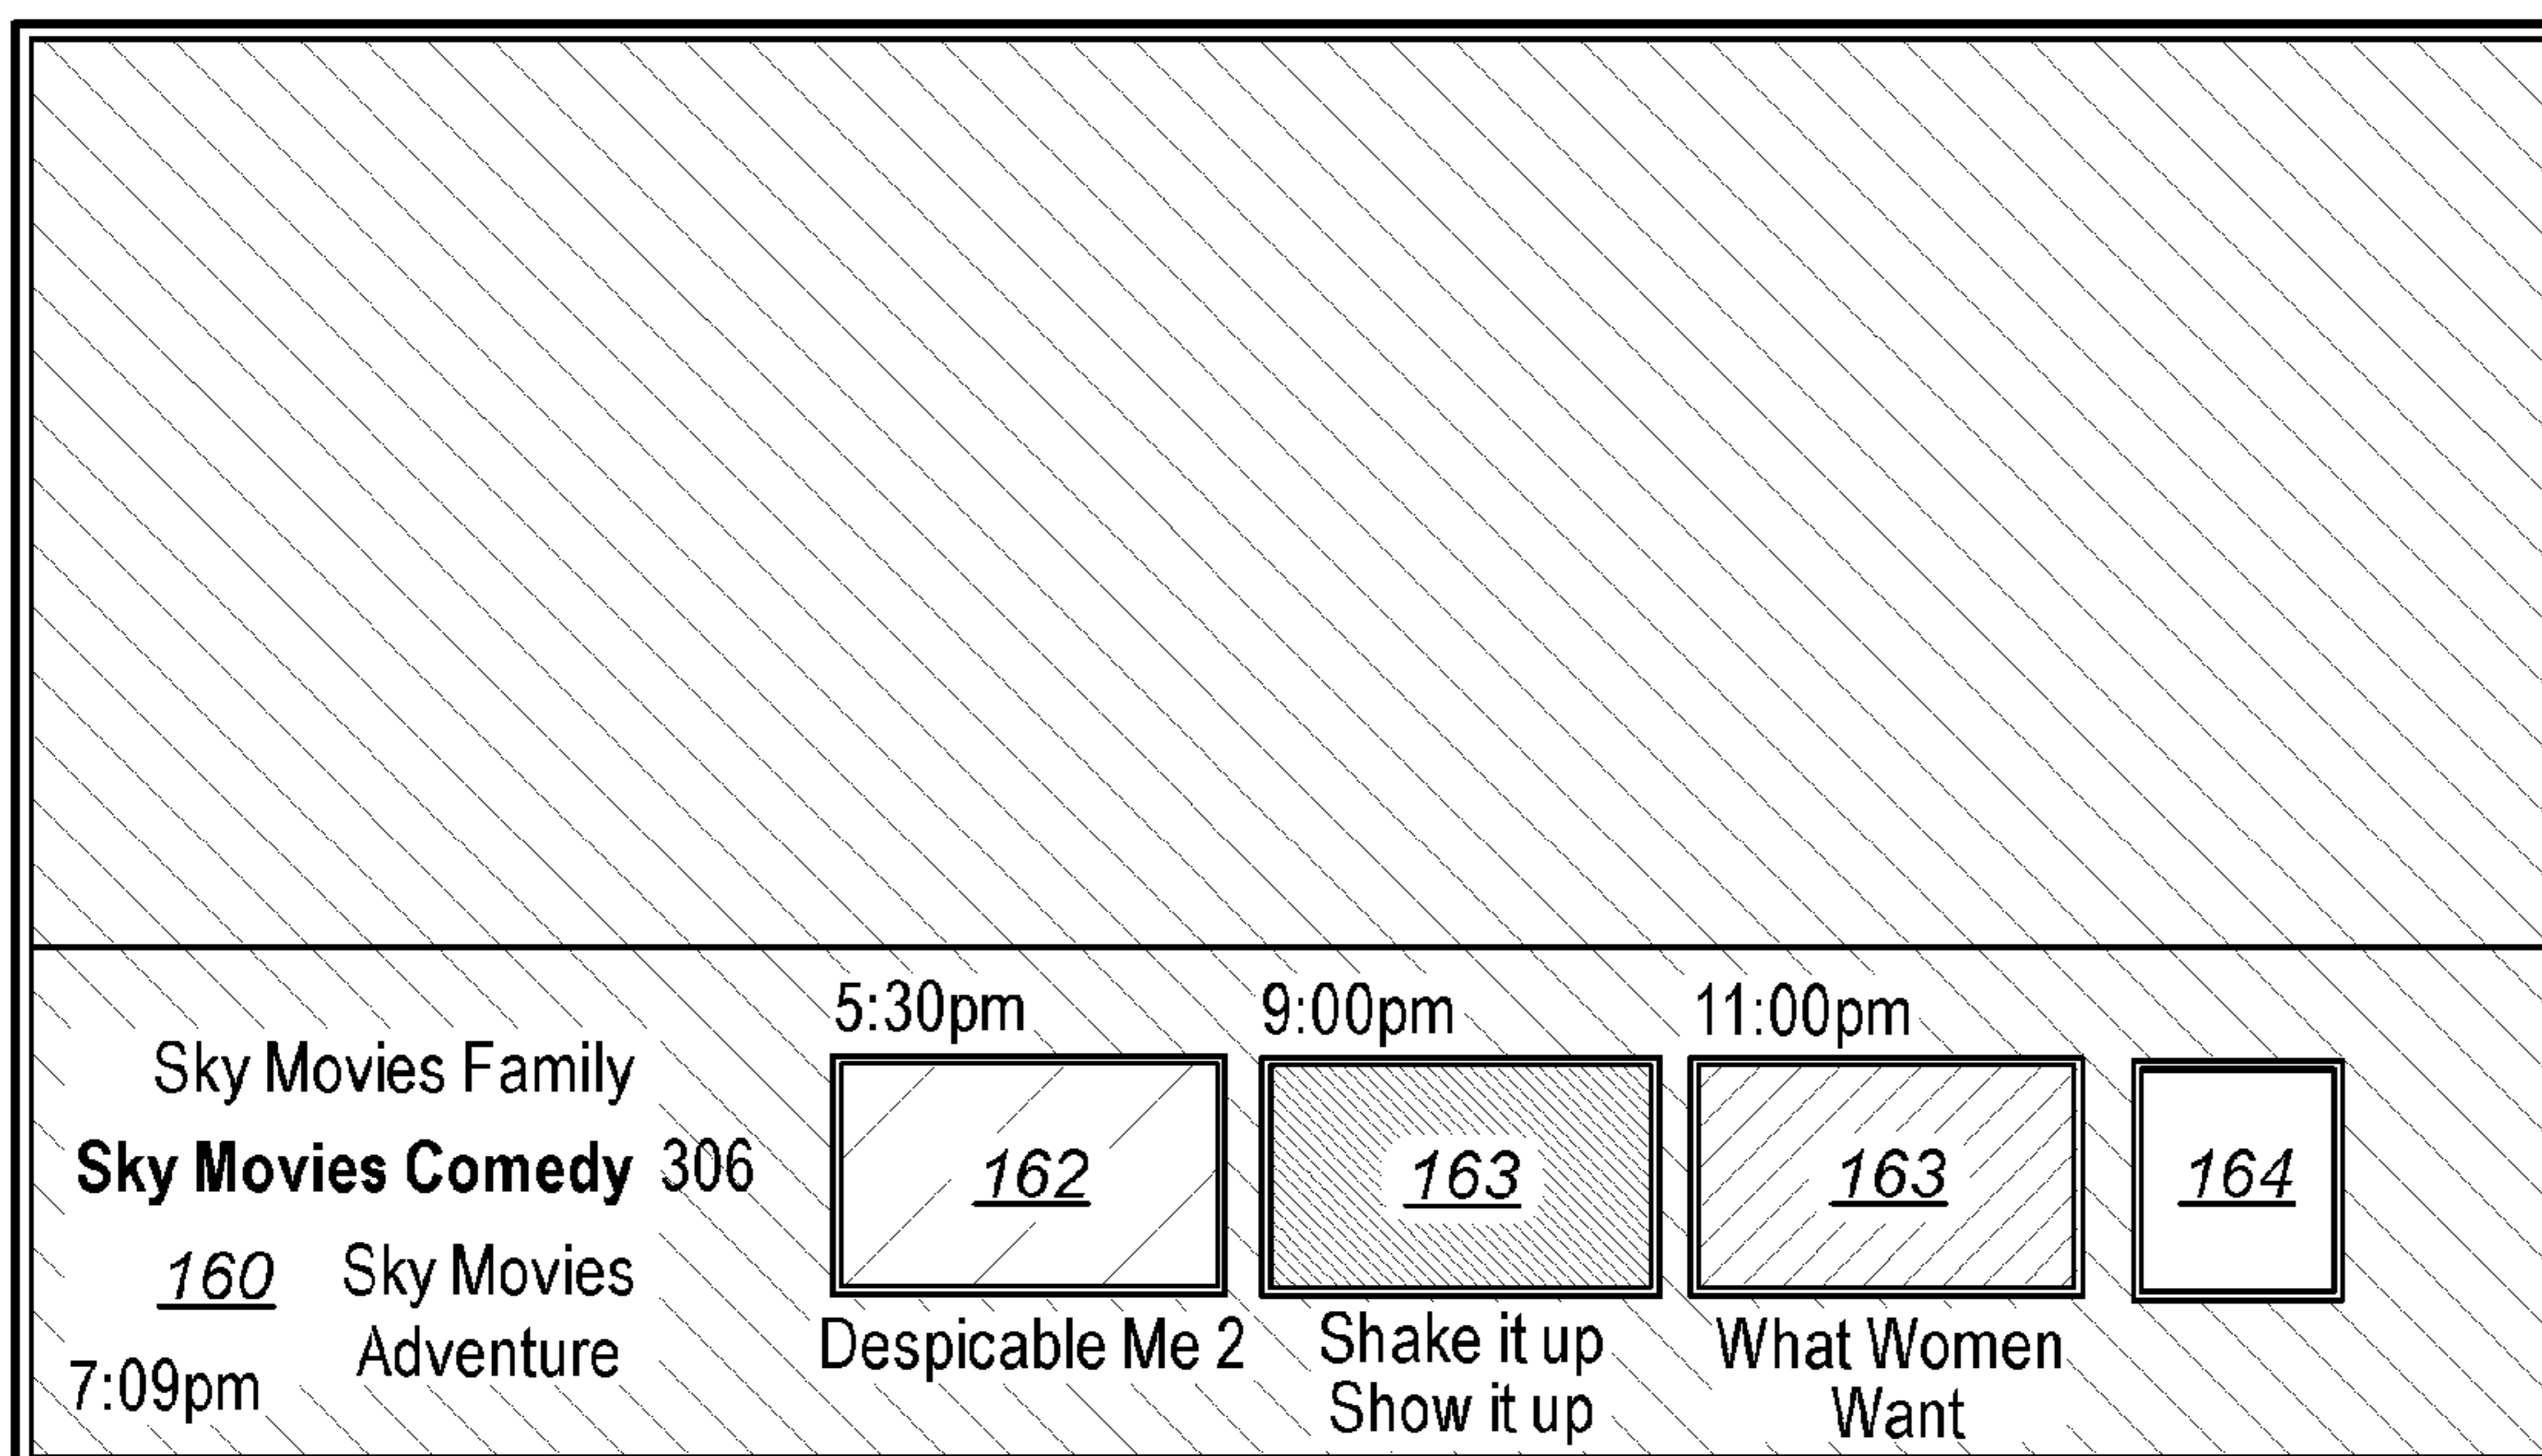 5:30pm 9:00pm 11:00pm
Sky Movies Family
Sky Movies Comedy 306
162 163 163 164
160 Sky Movies
Adventure
7:09pm
Despicable Me 2
Shake it up
Show it up
What Women
Want